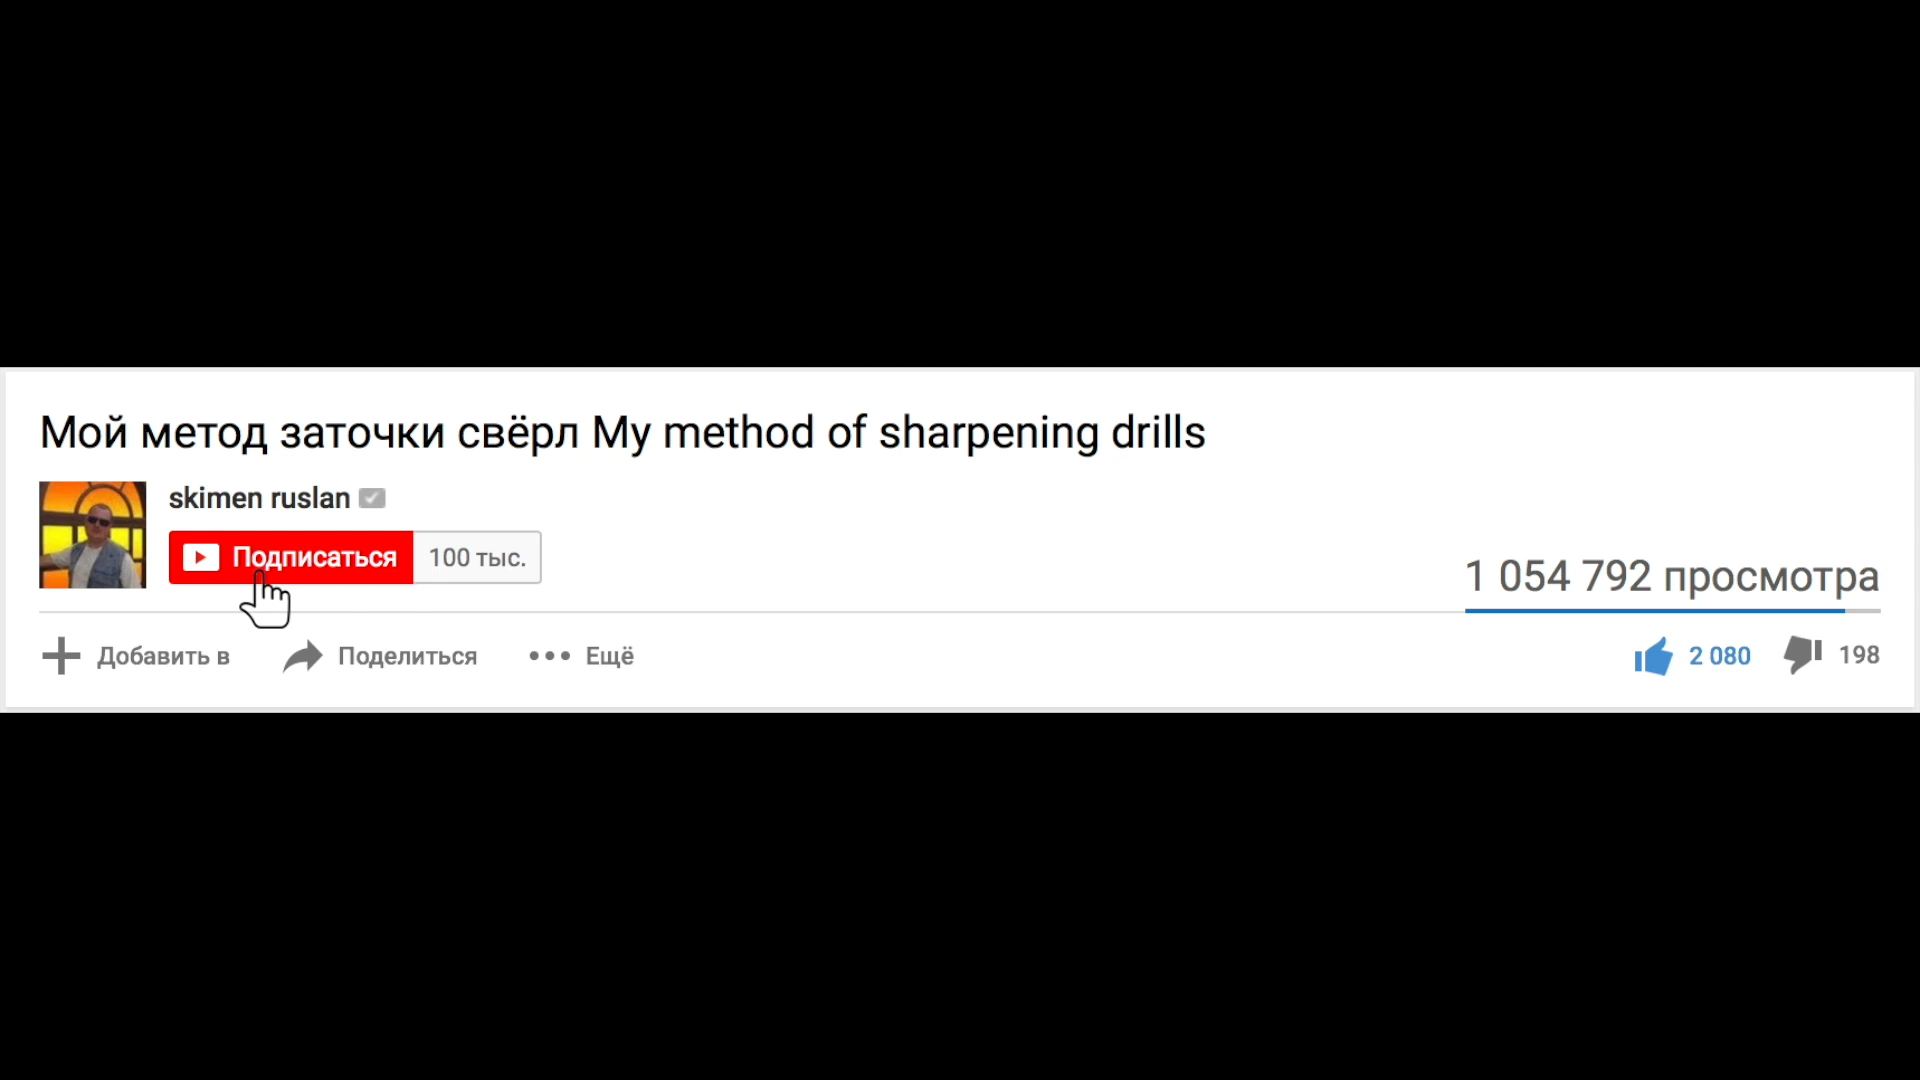 Мой метод заточки свёрл My method of sharpening drills
skimen ruslan
Подписаться 100 тыс.
1 054 792 просмотра
Добавить в Поделиться Ещё 2 080 198